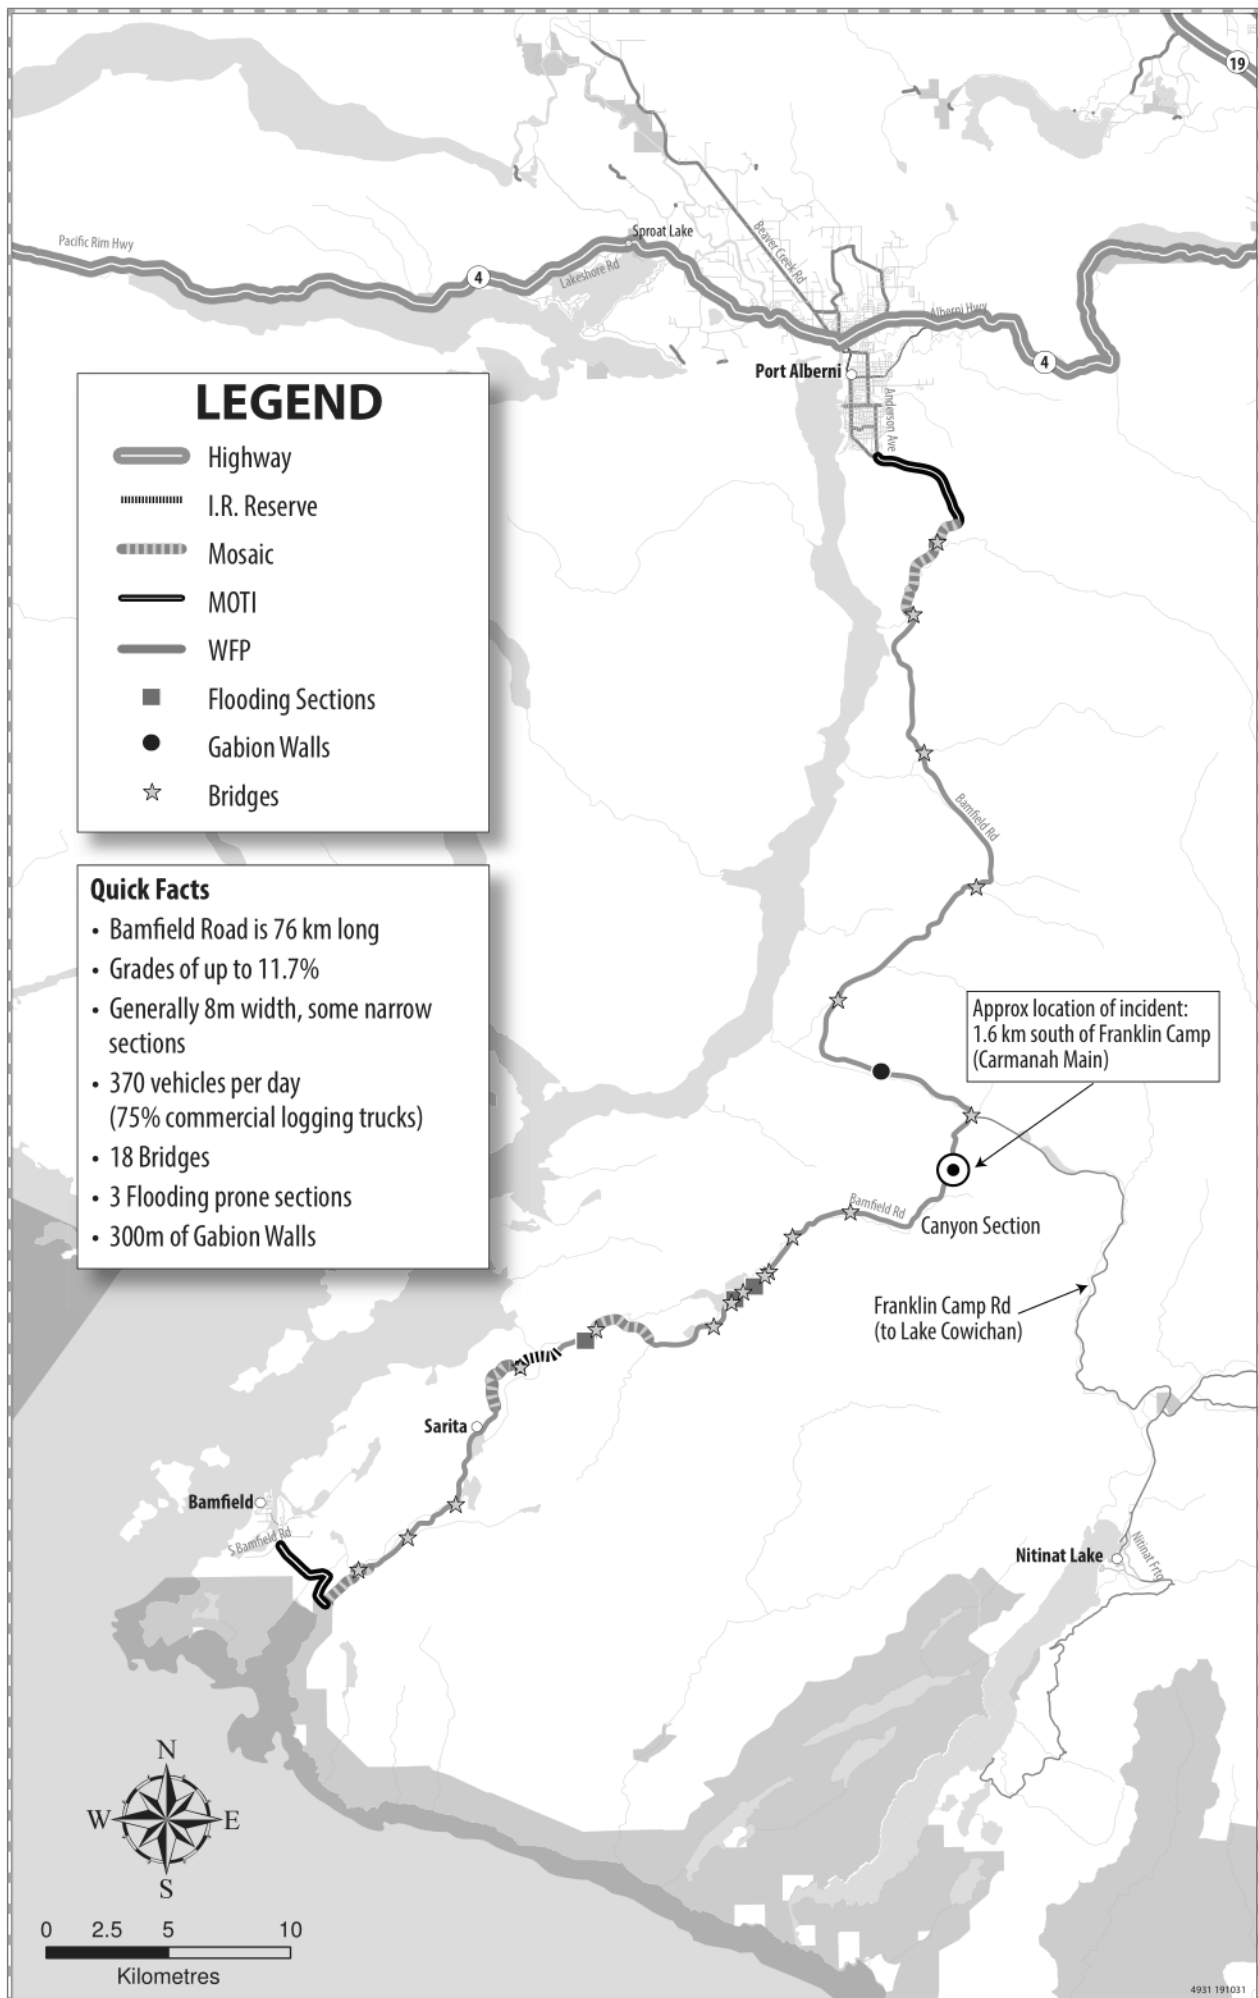 19
Pacific Rim Hwy
Sproat Lake
Beaver Creek Rd
4
Lakeshore Rd
Alberni Hwy
4
Port Alberni
Anderson Ave
LEGEND
Highway
I.R. Reserve
Mosaic
MOTI
WFP
Flooding Sections
Gabion Walls
Bridges
Bamfield Rd
Quick Facts
• Bamfield Road is 76 km long
• Grades of up to 11.7%
• Generally 8m width, some narrow
sections
• 370 vehicles per day
(75% commercial logging trucks)
• 18 Bridges
• 3 Flooding prone sections
• 300m of Gabion Walls
Approx location of incident:
1.6 km south of Franklin Camp
(Carmanah Main)
Bamfield Rd
Canyon Section
Franklin Camp Rd
(to Lake Cowichan)
Sarita
Bamfield
S Bamfield Rd
Nitinat Lake
Nitinat Frtg
N
W
E
S
0 2.5 5 10
Kilometres
4931 191031